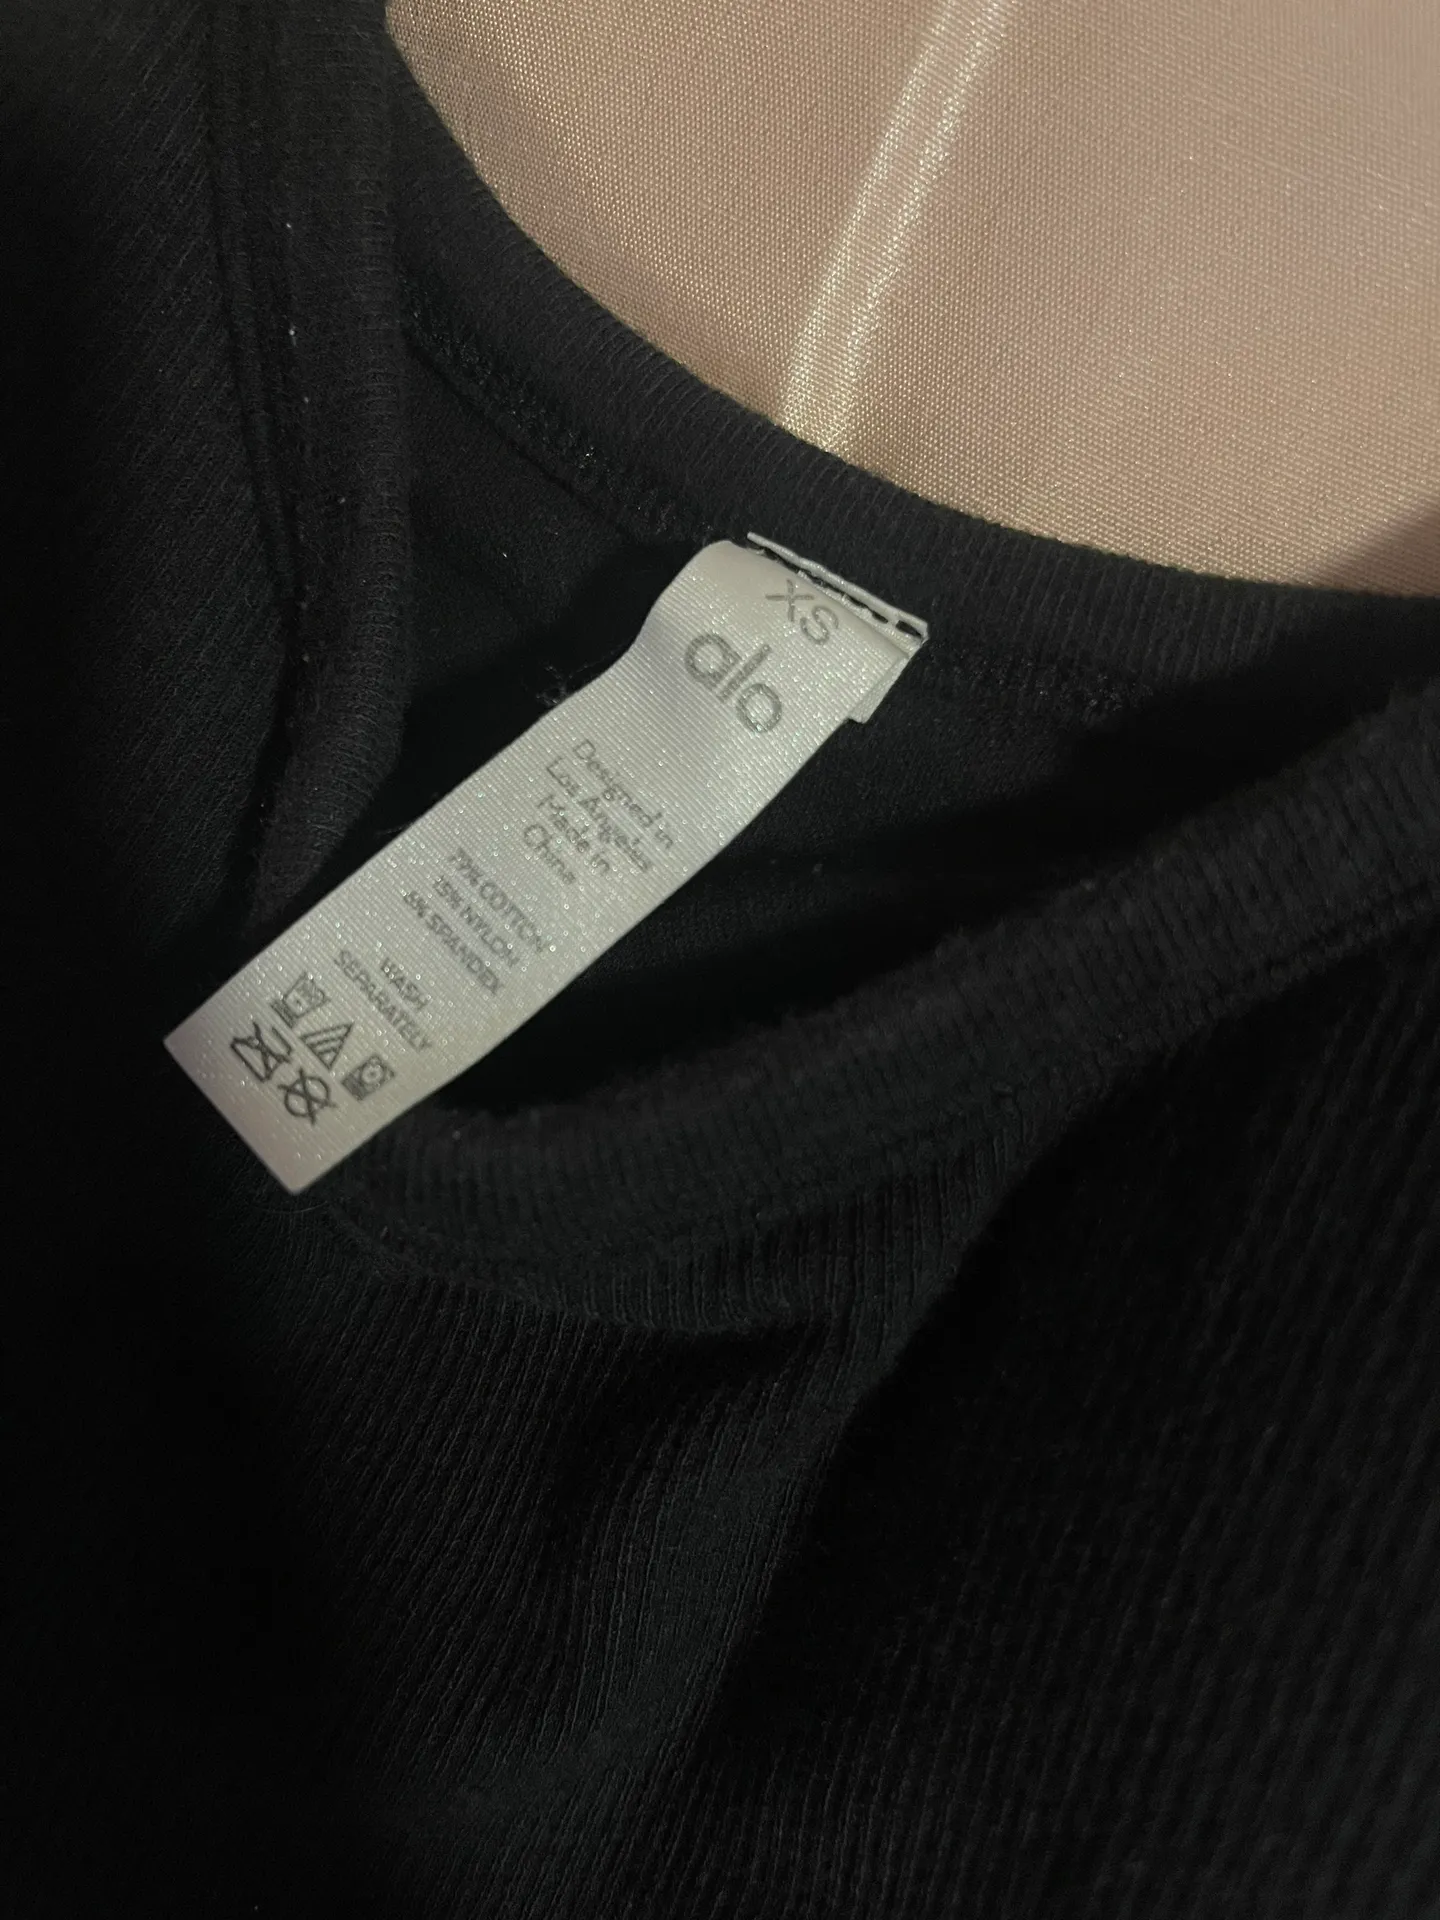 XS
alo
Designed in
Los Angeles
Made in
China
79% COTTON
15% NYLON
6% SPANDEX
WASH
SEPARATELY